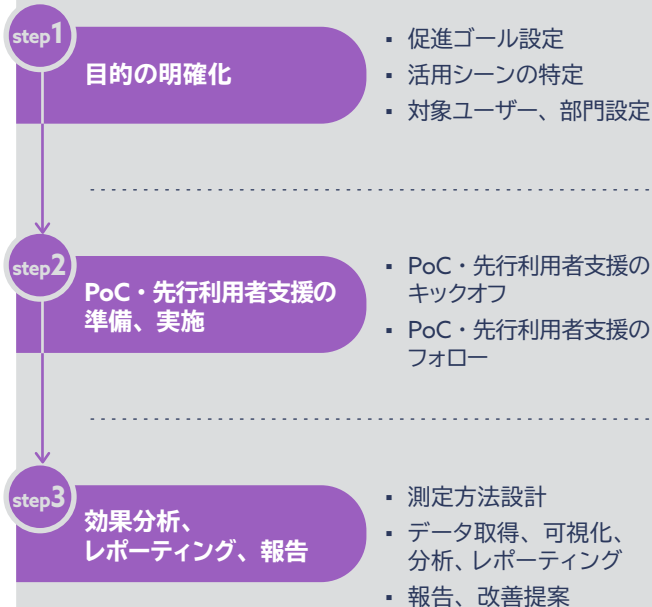 step1
目的の明確化
▪ 促進ゴール設定
▪ 活用シーンの特定
▪ 対象ユーザー、部門設定
step2
PoC・先行利用者支援の
準備、実施
▪ PoC・先行利用者支援の
キックオフ
▪ PoC・先行利用者支援の
フォロー
step3
効果分析、
レポーティング、報告
▪ 測定方法設計
▪ データ取得、可視化、
分析、レポーティング
▪ 報告、改善提案